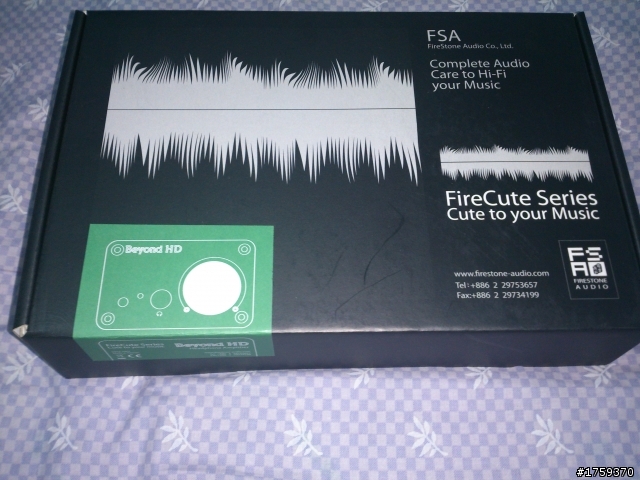 FSA
FireStone Audio Co., Ltd.
Complete Audio
Care to Hi-Fi
your Music
FireCute Series
Cute to your Music
www.firestone-audio.com
Tel:+886 2 29753657
Fax:+886 2 29734199
FSA
FIRESTONE
AUDIO
Beyond HD
FireCute Series
Beyond HD
CE
#1759370